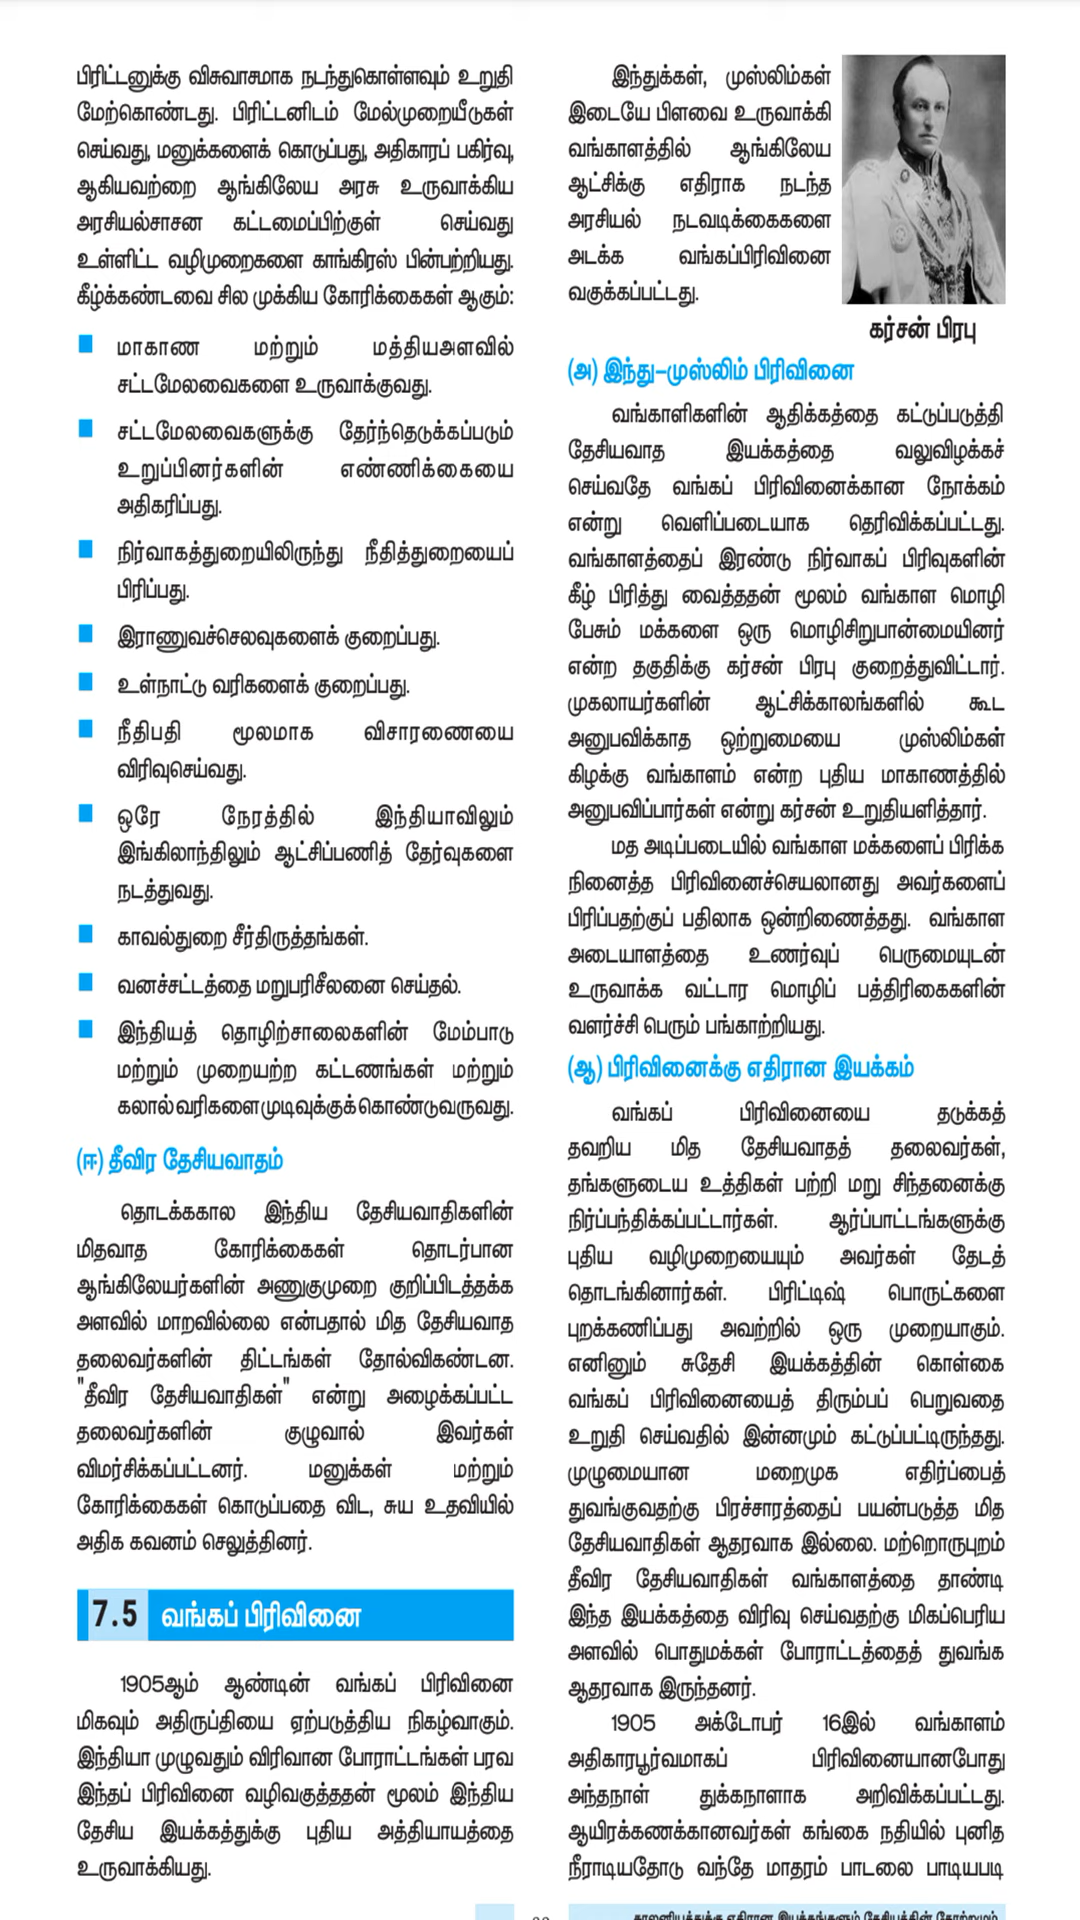 பிரிட்டனுக்கு விசுவாசமாக நடந்துகொள்ளவும் உறுதி
மேற்கொண்டது. பிரிட்டனிடம் மேல்முறையீடுகள்
செய்வது, மனுக்களைக் கொடுப்பது, அதிகாரப் பகிர்வு,
ஆகியவற்றை ஆங்கிலேய அரசு உருவாக்கிய
அரசியல்சாசன கட்டமைப்பிற்குள் செய்வது
உள்ளிட்ட வழிமுறைகளை காங்கிரஸ் பின்பற்றியது.
கீழ்க்கண்டவை சில முக்கிய கோரிக்கைகள் ஆகும்:
■ மாகாண மற்றும் மத்தியஅளவில்
சட்டமேலவைகளை உருவாக்குவது.
■ சட்டமேலவைகளுக்கு தேர்ந்தெடுக்கப்படும்
உறுப்பினர்களின் எண்ணிக்கையை
அதிகரிப்பது.
■ நிர்வாகத்துறையிலிருந்து நீதித்துறையைப்
பிரிப்பது.
■ இராணுவச்செலவுகளைக் குறைப்பது.
■ உள்நாட்டு வரிகளைக் குறைப்பது.
■ நீதிபதி மூலமாக விசாரணையை
விரிவுசெய்வது.
■ ஒரே நேரத்தில் இந்தியாவிலும்
இங்கிலாந்திலும் ஆட்சிப்பணித் தேர்வுகளை
நடத்துவது.
■ காவல்துறை சீர்திருத்தங்கள்.
■ வனச்சட்டத்தை மறுபரிசீலனை செய்தல்.
■ இந்தியத் தொழிற்சாலைகளின் மேம்பாடு
மற்றும் முறையற்ற கட்டணங்கள் மற்றும்
கலால் வரிகளை முடிவுக்குக் கொண்டுவருவது.
(ஈ) தீவிர தேசியவாதம்
தொடக்ககால இந்திய தேசியவாதிகளின்
மிதவாத கோரிக்கைகள் தொடர்பான
ஆங்கிலேயர்களின் அணுகுமுறை குறிப்பிடத்தக்க
அளவில் மாறவில்லை என்பதால் மித தேசியவாத
தலைவர்களின் திட்டங்கள் தோல்விகண்டன.
"தீவிர தேசியவாதிகள்" என்று அழைக்கப்பட்ட
தலைவர்களின் குழுவால் இவர்கள்
விமர்சிக்கப்பட்டனர். மனுக்கள் மற்றும்
கோரிக்கைகள் கொடுப்பதை விட, சுய உதவியில்
அதிக கவனம் செலுத்தினர்.
7.5 வங்கப் பிரிவினை
1905ஆம் ஆண்டின் வங்கப் பிரிவினை
மிகவும் அதிருப்தியை ஏற்படுத்திய நிகழ்வாகும்.
இந்தியா முழுவதும் விரிவான போராட்டங்கள் பரவ
இந்தப் பிரிவினை வழிவகுத்ததன் மூலம் இந்திய
தேசிய இயக்கத்துக்கு புதிய அத்தியாயத்தை
உருவாக்கியது.
இந்துக்கள், முஸ்லிம்கள்
இடையே பிளவை உருவாக்கி
வங்காளத்தில் ஆங்கிலேய
ஆட்சிக்கு எதிராக நடந்த
அரசியல் நடவடிக்கைகளை
அடக்க வங்கப்பிரிவினை
வகுக்கப்பட்டது.
கர்சன் பிரபு
(அ) இந்து–முஸ்லிம் பிரிவினை
வங்காளிகளின் ஆதிக்கத்தை கட்டுப்படுத்தி
தேசியவாத இயக்கத்தை வலுவிழக்கச்
செய்வதே வங்கப் பிரிவினைக்கான நோக்கம்
என்று வெளிப்படையாக தெரிவிக்கப்பட்டது.
வங்காளத்தைப் இரண்டு நிர்வாகப் பிரிவுகளின்
கீழ் பிரித்து வைத்ததன் மூலம் வங்காள மொழி
பேசும் மக்களை ஒரு மொழிசிறுபான்மையினர்
என்ற தகுதிக்கு கர்சன் பிரபு குறைத்துவிட்டார்.
முகலாயர்களின் ஆட்சிக்காலங்களில் கூட
அனுபவிக்காத ஒற்றுமையை முஸ்லிம்கள்
கிழக்கு வங்காளம் என்ற புதிய மாகாணத்தில்
அனுபவிப்பார்கள் என்று கர்சன் உறுதியளித்தார்.
மத அடிப்படையில் வங்காள மக்களைப் பிரிக்க
நினைத்த பிரிவினைச்செயலானது அவர்களைப்
பிரிப்பதற்குப் பதிலாக ஒன்றிணைத்தது. வங்காள
அடையாளத்தை உணர்வுப் பெருமையுடன்
உருவாக்க வட்டார மொழிப் பத்திரிகைகளின்
வளர்ச்சி பெரும் பங்காற்றியது.
(ஆ) பிரிவினைக்கு எதிரான இயக்கம்
வங்கப் பிரிவினையை தடுக்கத்
தவறிய மித தேசியவாதத் தலைவர்கள்,
தங்களுடைய உத்திகள் பற்றி மறு சிந்தனைக்கு
நிர்ப்பந்திக்கப்பட்டார்கள். ஆர்ப்பாட்டங்களுக்கு
புதிய வழிமுறையையும் அவர்கள் தேடத்
தொடங்கினார்கள். பிரிட்டிஷ் பொருட்களை
புறக்கணிப்பது அவற்றில் ஒரு முறையாகும்.
எனினும் சுதேசி இயக்கத்தின் கொள்கை
வங்கப் பிரிவினையைத் திரும்பப் பெறுவதை
உறுதி செய்வதில் இன்னமும் கட்டுப்பட்டிருந்தது.
முழுமையான மறைமுக எதிர்ப்பைத்
துவங்குவதற்கு பிரச்சாரத்தைப் பயன்படுத்த மித
தேசியவாதிகள் ஆதரவாக இல்லை. மற்றொருபுறம்
தீவிர தேசியவாதிகள் வங்காளத்தை தாண்டி
இந்த இயக்கத்தை விரிவு செய்வதற்கு மிகப்பெரிய
அளவில் பொதுமக்கள் போராட்டத்தைத் துவங்க
ஆதரவாக இருந்தனர்.
1905 அக்டோபர் 16இல் வங்காளம்
அதிகாரபூர்வமாகப் பிரிவினையானபோது
அந்தநாள் துக்கநாளாக அறிவிக்கப்பட்டது.
ஆயிரக்கணக்கானவர்கள் கங்கை நதியில் புனித
நீராடியதோடு வந்தே மாதரம் பாடலை பாடியபடி